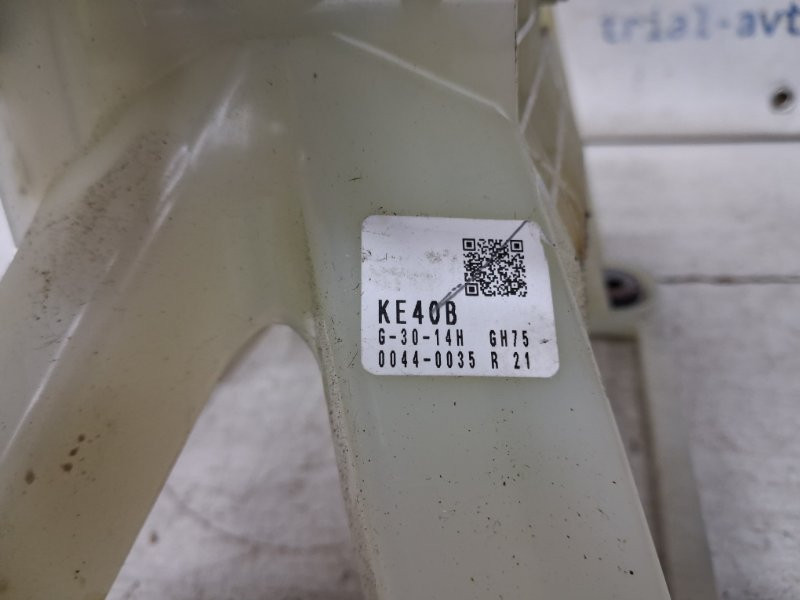 trial-avt
KE40B
G-30-14H GH75
0044-0035 R 21